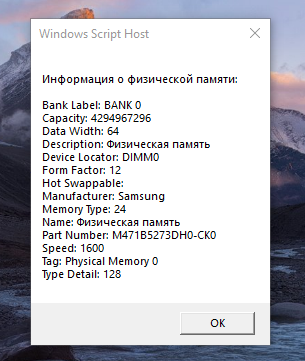 Windows Script Host
Информация о физической памяти:
Bank Label: BANK 0
Capacity: 4294967296
Data Width: 64
Description: Физическая память
Device Locator: DIMM0
Form Factor: 12
Hot Swappable:
Manufacturer: Samsung
Memory Type: 24
Name: Физическая память
Part Number: M471B5273DH0-CK0
Speed: 1600
Tag: Physical Memory 0
Type Detail: 128
OK